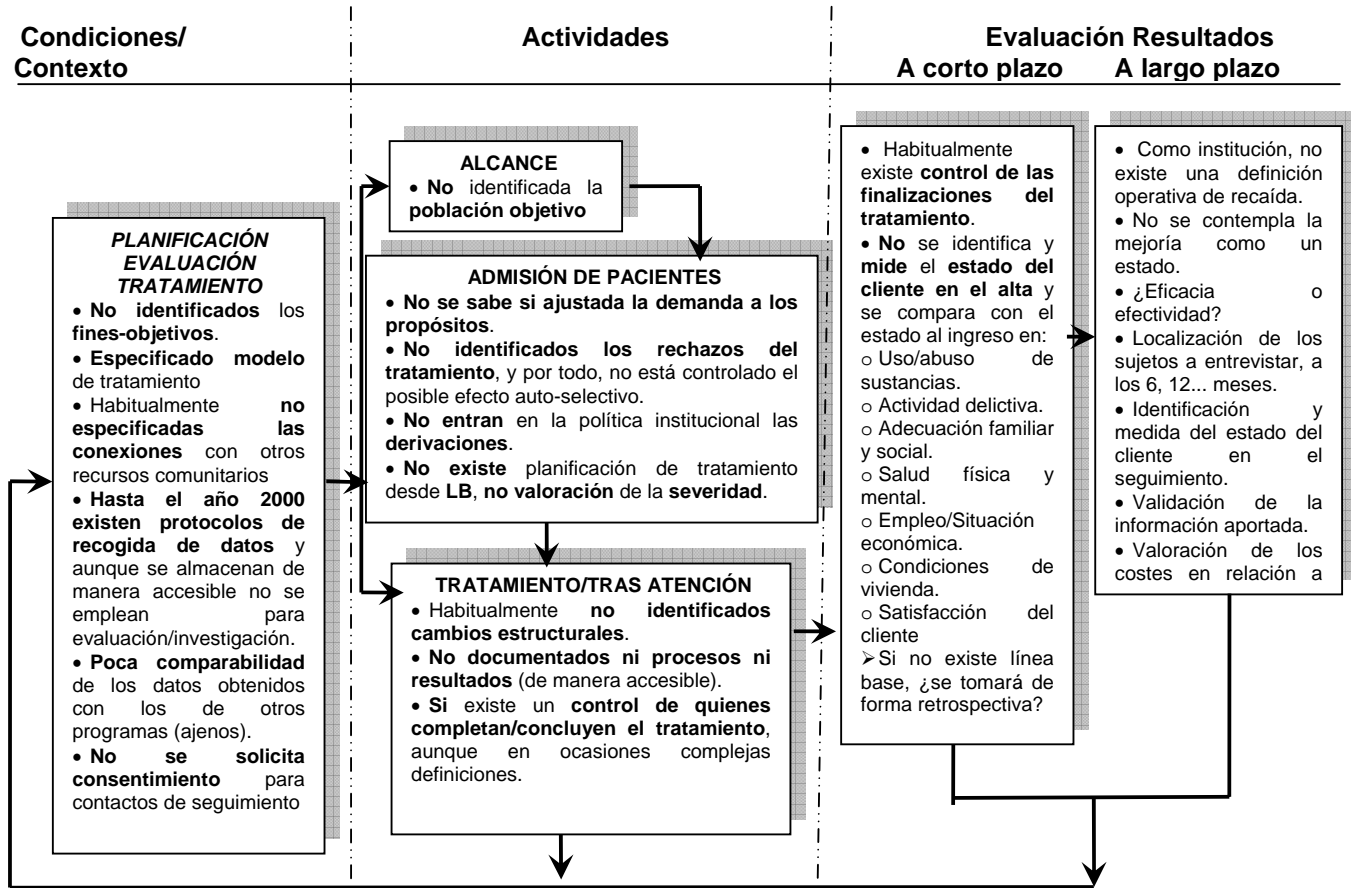 Condiciones/
Contexto
Actividades
Evaluación Resultados
A corto plazo A largo plazo
PLANIFICACIÓN
EVALUACIÓN
TRATAMIENTO
• No identificados los
fines-objetivos.
• Especificado modelo
de tratamiento
• Habitualmente no
especificadas las
conexiones con otros
recursos comunitarios
• Hasta el año 2000
existen protocolos de
recogida de datos y
aunque se almacenan de
manera accesible no se
emplean para
evaluación/investigación.
• Poca comparabilidad
de los datos obtenidos
con los de otros
programas (ajenos).
• No se solicita
consentimiento para
contactos de seguimiento
ALCANCE
• No identificada la
población objetivo
ADMISIÓN DE PACIENTES
• No se sabe si ajustada la demanda a los
propósitos.
• No identificados los rechazos del
tratamiento, y por todo, no está controlado el
posible efecto auto-selectivo.
• No entran en la política institucional las
derivaciones.
• No existe planificación de tratamiento
desde LB, no valoración de la severidad.
TRATAMIENTO/TRAS ATENCIÓN
• Habitualmente no identificados
cambios estructurales.
• No documentados ni procesos ni
resultados (de manera accesible).
• Si existe un control de quienes
completan/concluyen el tratamiento,
aunque en ocasiones complejas
definiciones.
• Habitualmente
existe control de las
finalizaciones del
tratamiento.
• No se identifica y
mide el estado del
cliente en el alta y
se compara con el
estado al ingreso en:
o Uso/abuso de
sustancias.
o Actividad delictiva.
o Adecuación familiar
y social.
o Salud física y
mental.
o Empleo/Situación
económica.
o Condiciones de
vivienda.
o Satisfacción del
cliente
➢Si no existe línea
base, ¿se tomará de
forma retrospectiva?
• Como institución, no
existe una definición
operativa de recaída.
• No se contempla la
mejoría como un
estado.
• ¿Eficacia o
efectividad?
• Localización de los
sujetos a entrevistar, a
los 6, 12... meses.
• Identificación y
medida del estado del
cliente en el
seguimiento.
• Validación de la
información aportada.
• Valoración de los
costes en relación a